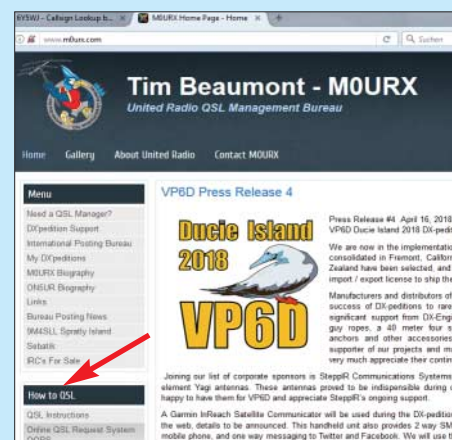 6Y5WJ - Callsign Lookup b...
M0URX Home Page - Home
www.m0urx.com
Suchen
Tim Beaumont - M0URX
United Radio QSL Management Bureau
Home Gallery About United Radio Contact M0URX
Menu
Need a QSL Manager?
DX'pedition Support
International Posting Bureau
My DX'peditions
M0URX Biography
ON5UR Biography
Links
Bureau Posting News
9M4SLL Spratly Island
Sebatik
IRC's For Sale
How to QSL
QSL Instructions
Online QSL Request System
OQRS
VP6D Press Release 4
Ducie Island
2018
VP6D
Press Release #4 April 16, 2018
VP6D Ducie Island 2018 DX-pedi
We are now in the implementatio
consolidated in Fremont, Califor
Zealand have been selected, and
import / export license to ship the
Manufacturers and distributors of
success of DX-peditions to rare
significant support from DX-Engi
guy ropes, a 40 meter four s
anchors and other accessories
supporter of our projects and m
very much appreciate their contin
Joining our list of corporate sponsors is SteppIR Communications Systems
element Yagi antennas. These antennas proved to be indispensible during
happy to have them for VP6D and appreciate SteppIR's ongoing support.
A Garmin InReach Satellite Communicator will be used during the DX-pedition
the web, details to be announced. This handheld unit also provides 2 way SM
mobile phone, and one way messaging to Twitter and Facebook. We will use t